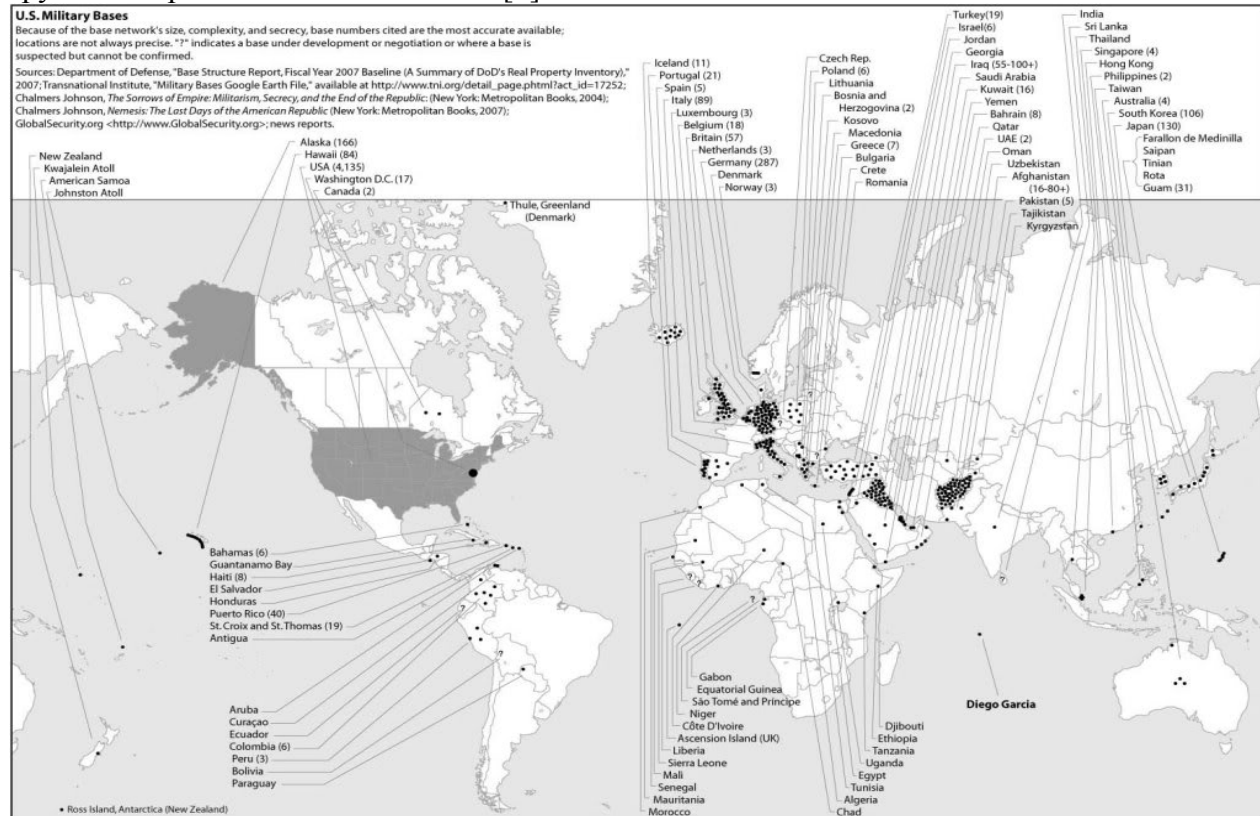 U.S. Military Bases
Because of the base network's size, complexity, and secrecy, base numbers cited are the most accurate available;
locations are not always precise. "?" indicates a base under development or negotiation or where a base is
suspected but cannot be confirmed.
Sources: Department of Defense, "Base Structure Report, Fiscal Year 2007 Baseline (A Summary of DoD's Real Property Inventory),"
2007; Transnational Institute, "Military Bases Google Earth File," available at http://www.tni.org/detail_page.phtml?act_id=17252;
Chalmers Johnson, The Sorrows of Empire: Militarism, Secrecy, and the End of the Republic: (New York: Metropolitan Books, 2004);
Chalmers Johnson, Nemesis: The Last Days of the American Republic (New York: Metropolitan Books, 2007);
GlobalSecurity.org <http://www.GlobalSecurity.org>; news reports.
New Zealand
Kwajalein Atoll
American Samoa
Johnston Atoll
Alaska (166)
Hawaii (84)
USA (4,135)
Washington D.C. (17)
Canada (2)
Thule, Greenland
(Denmark)
Iceland (11)
Portugal (21)
Spain (5)
Italy (89)
Luxembourg (3)
Belgium (18)
Britain (57)
Netherlands (3)
Germany (287)
Denmark
Norway (3)
Czech Rep.
Poland (6)
Lithuania
Bosnia and
Herzogovina (2)
Kosovo
Macedonia
Greece (7)
Bulgaria
Crete
Romania
Turkey(19)
Israel(6)
Jordan
Georgia
Iraq (55-100+)
Saudi Arabia
Kuwait (16)
Yemen
Bahrain (8)
Qatar
UAE (2)
Oman
Uzbekistan
Afghanistan
(16-80+)
Pakistan (5)
Tajikistan
Kyrgyzstan
India
Sri Lanka
Thailand
Singapore (4)
Hong Kong
Philippines (2)
Taiwan
Australia (4)
South Korea (106)
Japan (130)
Farallon de Medinilla
Saipan
Tinian
Rota
Guam (31)
Bahamas (6)
Guantanamo Bay
Haiti (8)
El Salvador
Honduras
Puerto Rico (40)
St. Croix and St. Thomas (19)
Antigua
Aruba
Curaçao
Ecuador
Colombia (6)
Peru (3)
Bolivia
Paraguay
Gabon
Equatorial Guinea
São Tomé and Principe
Niger
Côte D'Ivoire
Ascension Island (UK)
Liberia
Sierra Leone
Mali
Senegal
Mauritania
Morocco
Djibouti
Ethiopia
Tanzania
Uganda
Egypt
Tunisia
Algeria
Chad
Diego Garcia
Ross Island, Antarctica (New Zealand)